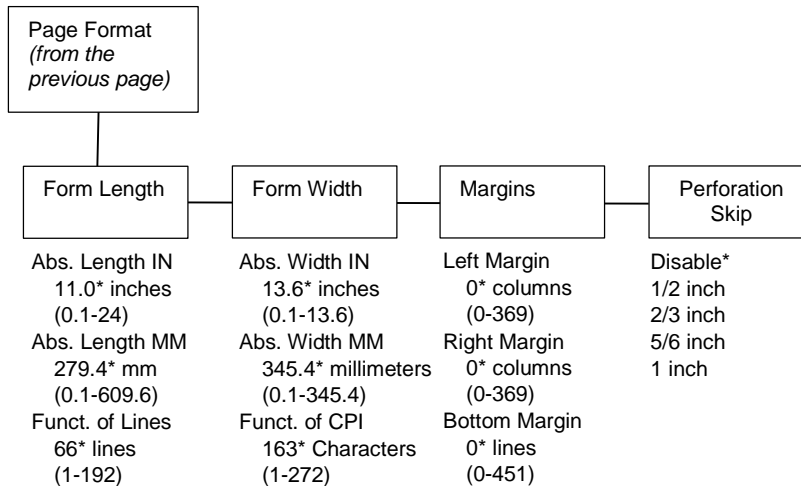 Page Format
(from the
previous page)
Form Length
Form Width
Margins
Perforation
Skip
Abs. Length IN
11.0* inches
(0.1-24)
Abs. Length MM
279.4* mm
(0.1-609.6)
Funct. of Lines
66* lines
(1-192)
Abs. Width IN
13.6* inches
(0.1-13.6)
Abs. Width MM
345.4* millimeters
(0.1-345.4)
Funct. of CPI
163* Characters
(1-272)
Left Margin
0* columns
(0-369)
Right Margin
0* columns
(0-369)
Bottom Margin
0* lines
(0-451)
Disable*
1/2 inch
2/3 inch
5/6 inch
1 inch